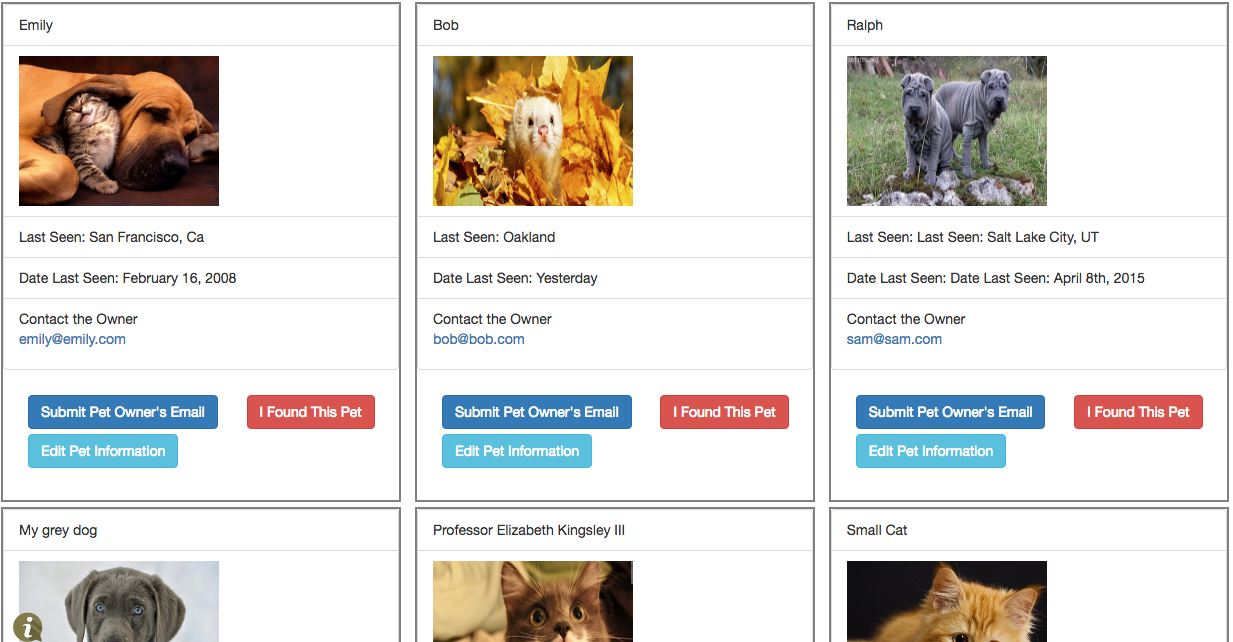 Emily
Last Seen: San Francisco, Ca
Date Last Seen: February 16, 2008
Contact the Owner
emily@emily.com
Submit Pet Owner's Email
I Found This Pet
Edit Pet Information
Bob
Last Seen: Oakland
Date Last Seen: Yesterday
Contact the Owner
bob@bob.com
Submit Pet Owner's Email
I Found This Pet
Edit Pet Information
Ralph
Last Seen: Last Seen: Salt Lake City, UT
Date Last Seen: Date Last Seen: April 8th, 2015
Contact the Owner
sam@sam.com
Submit Pet Owner's Email
I Found This Pet
Edit Pet Information
My grey dog
i
Professor Elizabeth Kingsley III
Small Cat